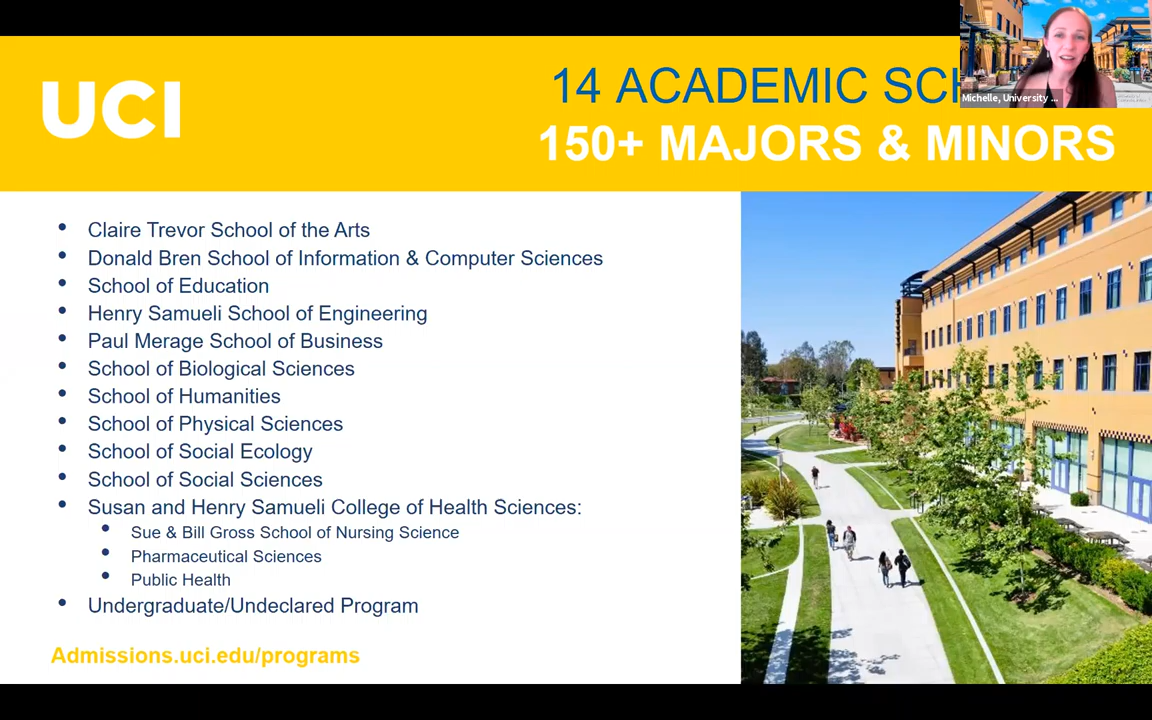 UCI
14 ACADEMIC SCH
150+ MAJORS & MINORS
Michelle, University ...
• Claire Trevor School of the Arts
• Donald Bren School of Information & Computer Sciences
• School of Education
• Henry Samueli School of Engineering
• Paul Merage School of Business
• School of Biological Sciences
• School of Humanities
• School of Physical Sciences
• School of Social Ecology
• School of Social Sciences
• Susan and Henry Samueli College of Health Sciences:
• Sue & Bill Gross School of Nursing Science
• Pharmaceutical Sciences
• Public Health
• Undergraduate/Undeclared Program
Admissions.uci.edu/programs